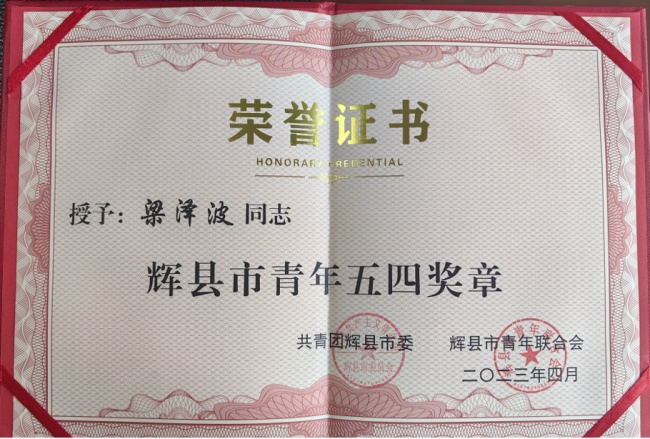 荣誉证书
HONORARY CREDENTIAL
授予：梁泽波 同志
辉县市青年五四奖章
共青团辉县市委 辉县市青年联合会
二〇二三年四月